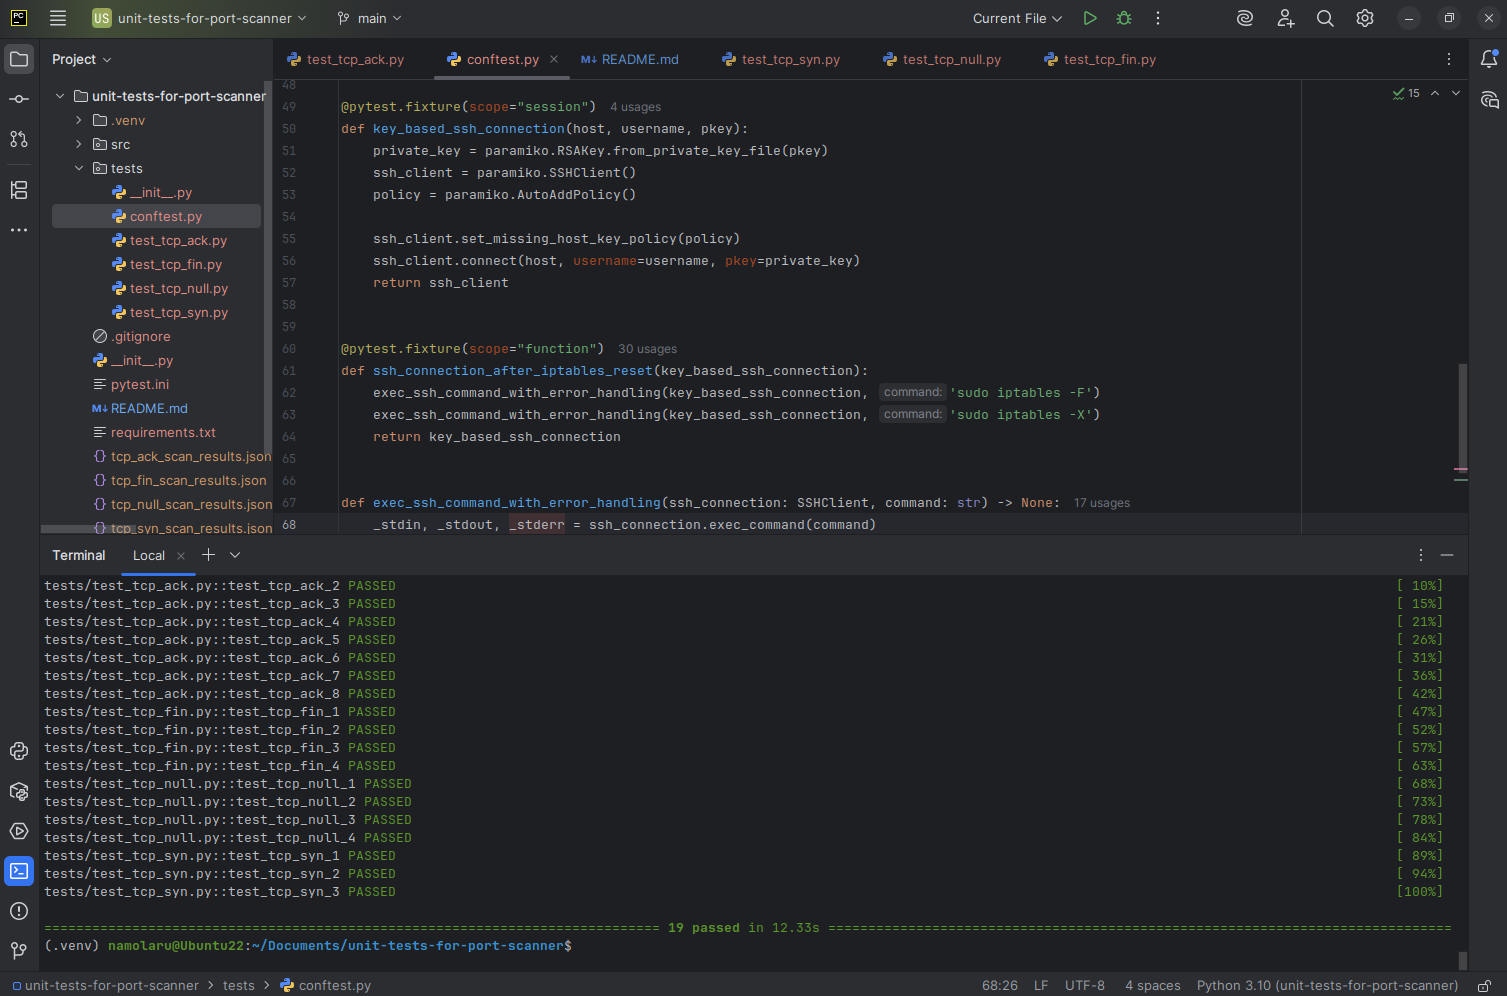 PC
US unit-tests-for-port-scanner main Current File
Project
test_tcp_ack.py conftest.py M↓ README.md test_tcp_syn.py test_tcp_null.py test_tcp_fin.py
unit-tests-for-port-scanner
.venv
src
tests
__init__.py
conftest.py
test_tcp_ack.py
test_tcp_fin.py
test_tcp_null.py
test_tcp_syn.py
.gitignore
__init__.py
pytest.ini
M↓ README.md
requirements.txt
{} tcp_ack_scan_results.json
{} tcp_fin_scan_results.json
{} tcp_null_scan_results.json
{} tcp_syn_scan_results.json
15
48
49 @pytest.fixture(scope="session") 4 usages
50 def key_based_ssh_connection(host, username, pkey):
51 private_key = paramiko.RSAKey.from_private_key_file(pkey)
52 ssh_client = paramiko.SSHClient()
53 policy = paramiko.AutoAddPolicy()
54
55 ssh_client.set_missing_host_key_policy(policy)
56 ssh_client.connect(host, username=username, pkey=private_key)
57 return ssh_client
58
59
60 @pytest.fixture(scope="function") 30 usages
61 def ssh_connection_after_iptables_reset(key_based_ssh_connection):
62 exec_ssh_command_with_error_handling(key_based_ssh_connection, command: 'sudo iptables -F')
63 exec_ssh_command_with_error_handling(key_based_ssh_connection, command: 'sudo iptables -X')
64 return key_based_ssh_connection
65
66
67 def exec_ssh_command_with_error_handling(ssh_connection: SSHClient, command: str) -> None: 17 usages
68 _stdin, _stdout, _stderr = ssh_connection.exec_command(command)
Terminal Local
tests/test_tcp_ack.py::test_tcp_ack_2 PASSED [ 10%]
tests/test_tcp_ack.py::test_tcp_ack_3 PASSED [ 15%]
tests/test_tcp_ack.py::test_tcp_ack_4 PASSED [ 21%]
tests/test_tcp_ack.py::test_tcp_ack_5 PASSED [ 26%]
tests/test_tcp_ack.py::test_tcp_ack_6 PASSED [ 31%]
tests/test_tcp_ack.py::test_tcp_ack_7 PASSED [ 36%]
tests/test_tcp_ack.py::test_tcp_ack_8 PASSED [ 42%]
tests/test_tcp_fin.py::test_tcp_fin_1 PASSED [ 47%]
tests/test_tcp_fin.py::test_tcp_fin_2 PASSED [ 52%]
tests/test_tcp_fin.py::test_tcp_fin_3 PASSED [ 57%]
tests/test_tcp_fin.py::test_tcp_fin_4 PASSED [ 63%]
tests/test_tcp_null.py::test_tcp_null_1 PASSED [ 68%]
tests/test_tcp_null.py::test_tcp_null_2 PASSED [ 73%]
tests/test_tcp_null.py::test_tcp_null_3 PASSED [ 78%]
tests/test_tcp_null.py::test_tcp_null_4 PASSED [ 84%]
tests/test_tcp_syn.py::test_tcp_syn_1 PASSED [ 89%]
tests/test_tcp_syn.py::test_tcp_syn_2 PASSED [ 94%]
tests/test_tcp_syn.py::test_tcp_syn_3 PASSED [100%]
============================================================================= 19 passed in 12.33s ==============================================================================
(.venv) namolaru@Ubuntu22:~/Documents/unit-tests-for-port-scanner$
unit-tests-for-port-scanner > tests > conftest.py 68:26 LF UTF-8 4 spaces Python 3.10 (unit-tests-for-port-scanner)